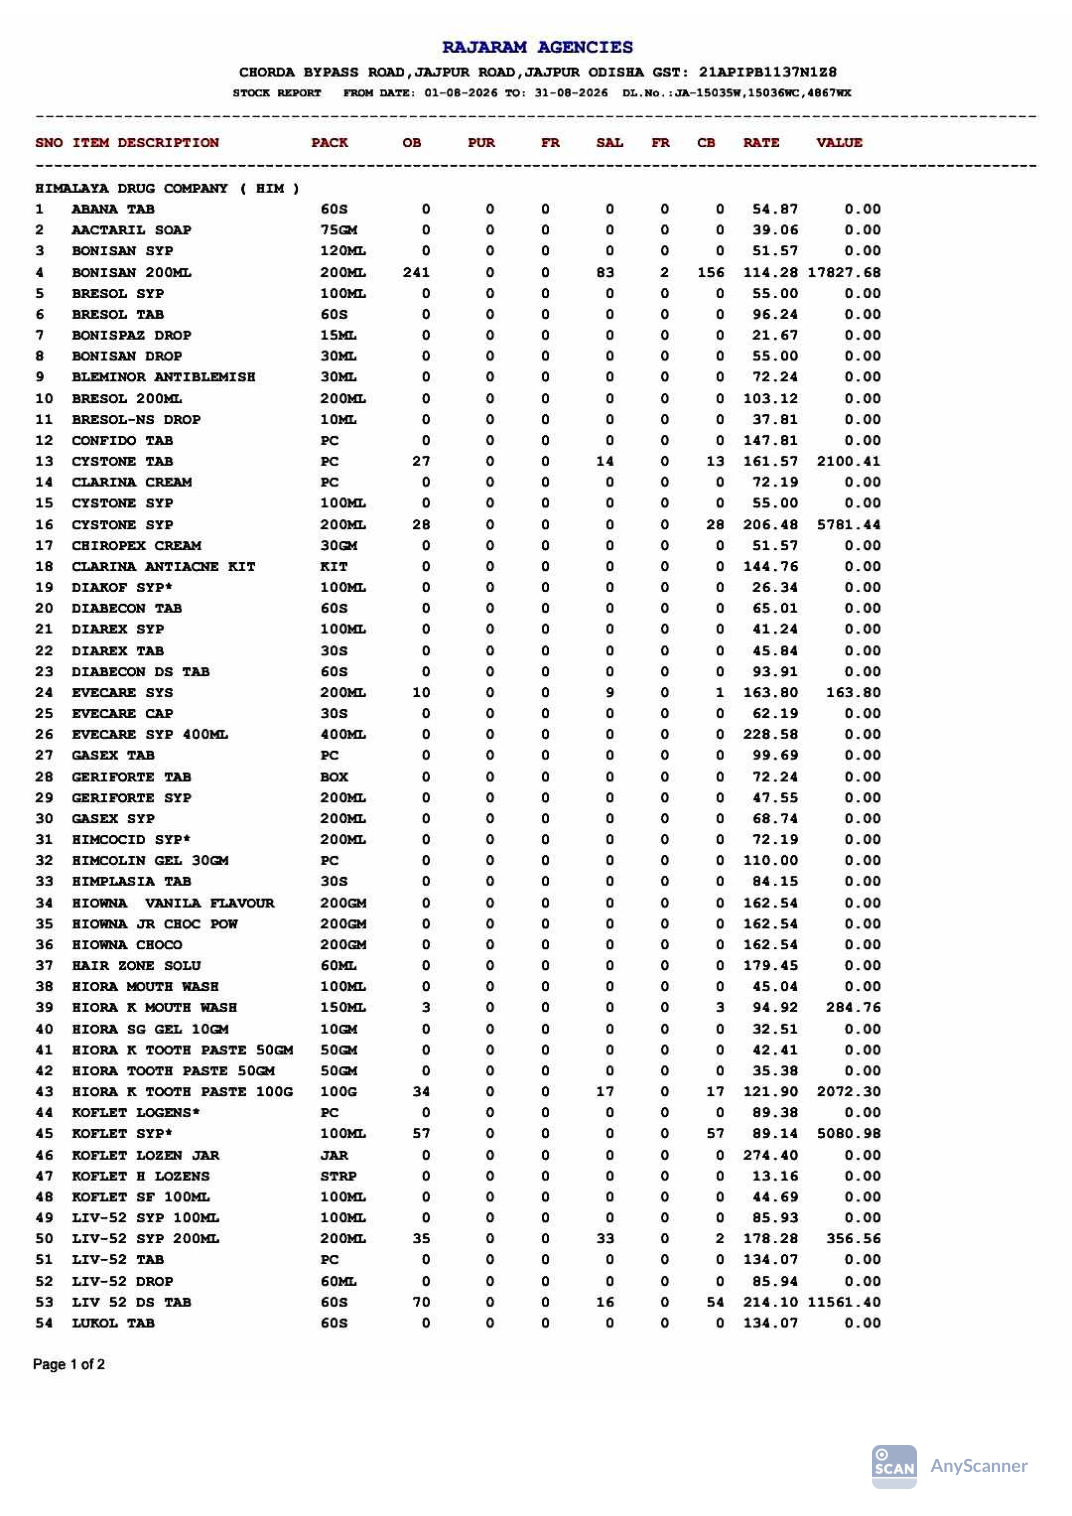 RAJARAM AGENCIES
CHORDA BYPASS ROAD,JAJPUR ROAD,JAJPUR ODISHA GST: 21APIPB1137N1Z8
STOCK REPORT FROM DATE: 01-08-2026 TO: 31-08-2026 DL.No.:JA-15035W,15036WC,4867WX
SNO ITEM DESCRIPTION PACK OB PUR FR SAL FR CB RATE VALUE
HIMALAYA DRUG COMPANY ( HIM )
1 ABANA TAB 60S 0 0 0 0 0 0 54.87 0.00
2 AACTARIL SOAP 75GM 0 0 0 0 0 0 39.06 0.00
3 BONISAN SYP 120ML 0 0 0 0 0 0 51.57 0.00
4 BONISAN 200ML 200ML 241 0 0 83 2 156 114.28 17827.68
5 BRESOL SYP 100ML 0 0 0 0 0 0 55.00 0.00
6 BRESOL TAB 60S 0 0 0 0 0 0 96.24 0.00
7 BONISPAZ DROP 15ML 0 0 0 0 0 0 21.67 0.00
8 BONISAN DROP 30ML 0 0 0 0 0 0 55.00 0.00
9 BLEMINOR ANTIBLEMISH 30ML 0 0 0 0 0 0 72.24 0.00
10 BRESOL 200ML 200ML 0 0 0 0 0 0 103.12 0.00
11 BRESOL-NS DROP 10ML 0 0 0 0 0 0 37.81 0.00
12 CONFIDO TAB PC 0 0 0 0 0 0 147.81 0.00
13 CYSTONE TAB PC 27 0 0 14 0 13 161.57 2100.41
14 CLARINA CREAM PC 0 0 0 0 0 0 72.19 0.00
15 CYSTONE SYP 100ML 0 0 0 0 0 0 55.00 0.00
16 CYSTONE SYP 200ML 28 0 0 0 0 28 206.48 5781.44
17 CHIROPEX CREAM 30GM 0 0 0 0 0 0 51.57 0.00
18 CLARINA ANTIACNE KIT KIT 0 0 0 0 0 0 144.76 0.00
19 DIAKOF SYP* 100ML 0 0 0 0 0 0 26.34 0.00
20 DIABECON TAB 60S 0 0 0 0 0 0 65.01 0.00
21 DIAREX SYP 100ML 0 0 0 0 0 0 41.24 0.00
22 DIAREX TAB 30S 0 0 0 0 0 0 45.84 0.00
23 DIABECON DS TAB 60S 0 0 0 0 0 0 93.91 0.00
24 EVECARE SYS 200ML 10 0 0 9 0 1 163.80 163.80
25 EVECARE CAP 30S 0 0 0 0 0 0 62.19 0.00
26 EVECARE SYP 400ML 400ML 0 0 0 0 0 0 228.58 0.00
27 GASEX TAB PC 0 0 0 0 0 0 99.69 0.00
28 GERIFORTE TAB BOX 0 0 0 0 0 0 72.24 0.00
29 GERIFORTE SYP 200ML 0 0 0 0 0 0 47.55 0.00
30 GASEX SYP 200ML 0 0 0 0 0 0 68.74 0.00
31 HIMCOCID SYP* 200ML 0 0 0 0 0 0 72.19 0.00
32 HIMCOLIN GEL 30GM PC 0 0 0 0 0 0 110.00 0.00
33 HIMPLASIA TAB 30S 0 0 0 0 0 0 84.15 0.00
34 HIOWNA VANILA FLAVOUR 200GM 0 0 0 0 0 0 162.54 0.00
35 HIOWNA JR CHOC POW 200GM 0 0 0 0 0 0 162.54 0.00
36 HIOWNA CHOCO 200GM 0 0 0 0 0 0 162.54 0.00
37 HAIR ZONE SOLU 60ML 0 0 0 0 0 0 179.45 0.00
38 HIORA MOUTH WASH 100ML 0 0 0 0 0 0 45.04 0.00
39 HIORA K MOUTH WASH 150ML 3 0 0 0 0 3 94.92 284.76
40 HIORA SG GEL 10GM 10GM 0 0 0 0 0 0 32.51 0.00
41 HIORA K TOOTH PASTE 50GM 50GM 0 0 0 0 0 0 42.41 0.00
42 HIORA TOOTH PASTE 50GM 50GM 0 0 0 0 0 0 35.38 0.00
43 HIORA K TOOTH PASTE 100G 100G 34 0 0 17 0 17 121.90 2072.30
44 KOFLET LOGENS* PC 0 0 0 0 0 0 89.38 0.00
45 KOFLET SYP* 100ML 57 0 0 0 0 57 89.14 5080.98
46 KOFLET LOZEN JAR JAR 0 0 0 0 0 0 274.40 0.00
47 KOFLET H LOZENS STRP 0 0 0 0 0 0 13.16 0.00
48 KOFLET SF 100ML 100ML 0 0 0 0 0 0 44.69 0.00
49 LIV-52 SYP 100ML 100ML 0 0 0 0 0 0 85.93 0.00
50 LIV-52 SYP 200ML 200ML 35 0 0 33 0 2 178.28 356.56
51 LIV-52 TAB PC 0 0 0 0 0 0 134.07 0.00
52 LIV-52 DROP 60ML 0 0 0 0 0 0 85.94 0.00
53 LIV 52 DS TAB 60S 70 0 0 16 0 54 214.10 11561.40
54 LUKOL TAB 60S 0 0 0 0 0 0 134.07 0.00
Page 1 of 2
SCAN AnyScanner